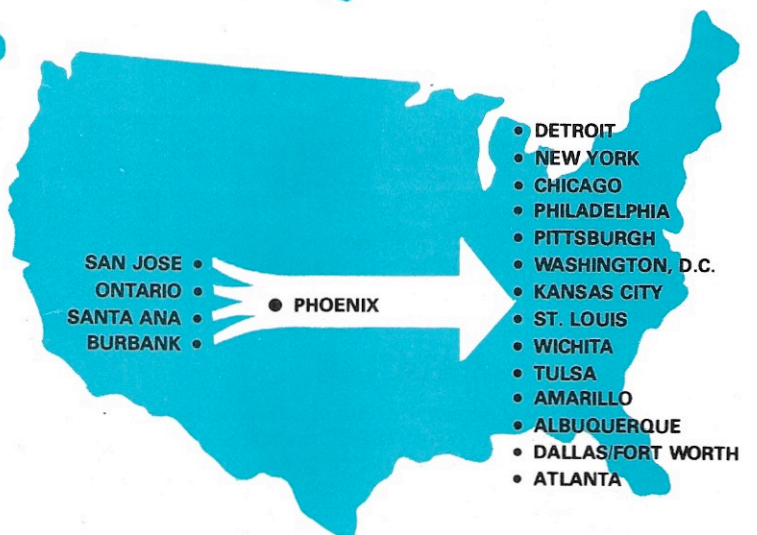 SAN JOSE
ONTARIO
SANTA ANA
BURBANK
PHOENIX
DETROIT
NEW YORK
CHICAGO
PHILADELPHIA
PITTSBURGH
WASHINGTON, D.C.
KANSAS CITY
ST. LOUIS
WICHITA
TULSA
AMARILLO
ALBUQUERQUE
DALLAS/FORT WORTH
ATLANTA